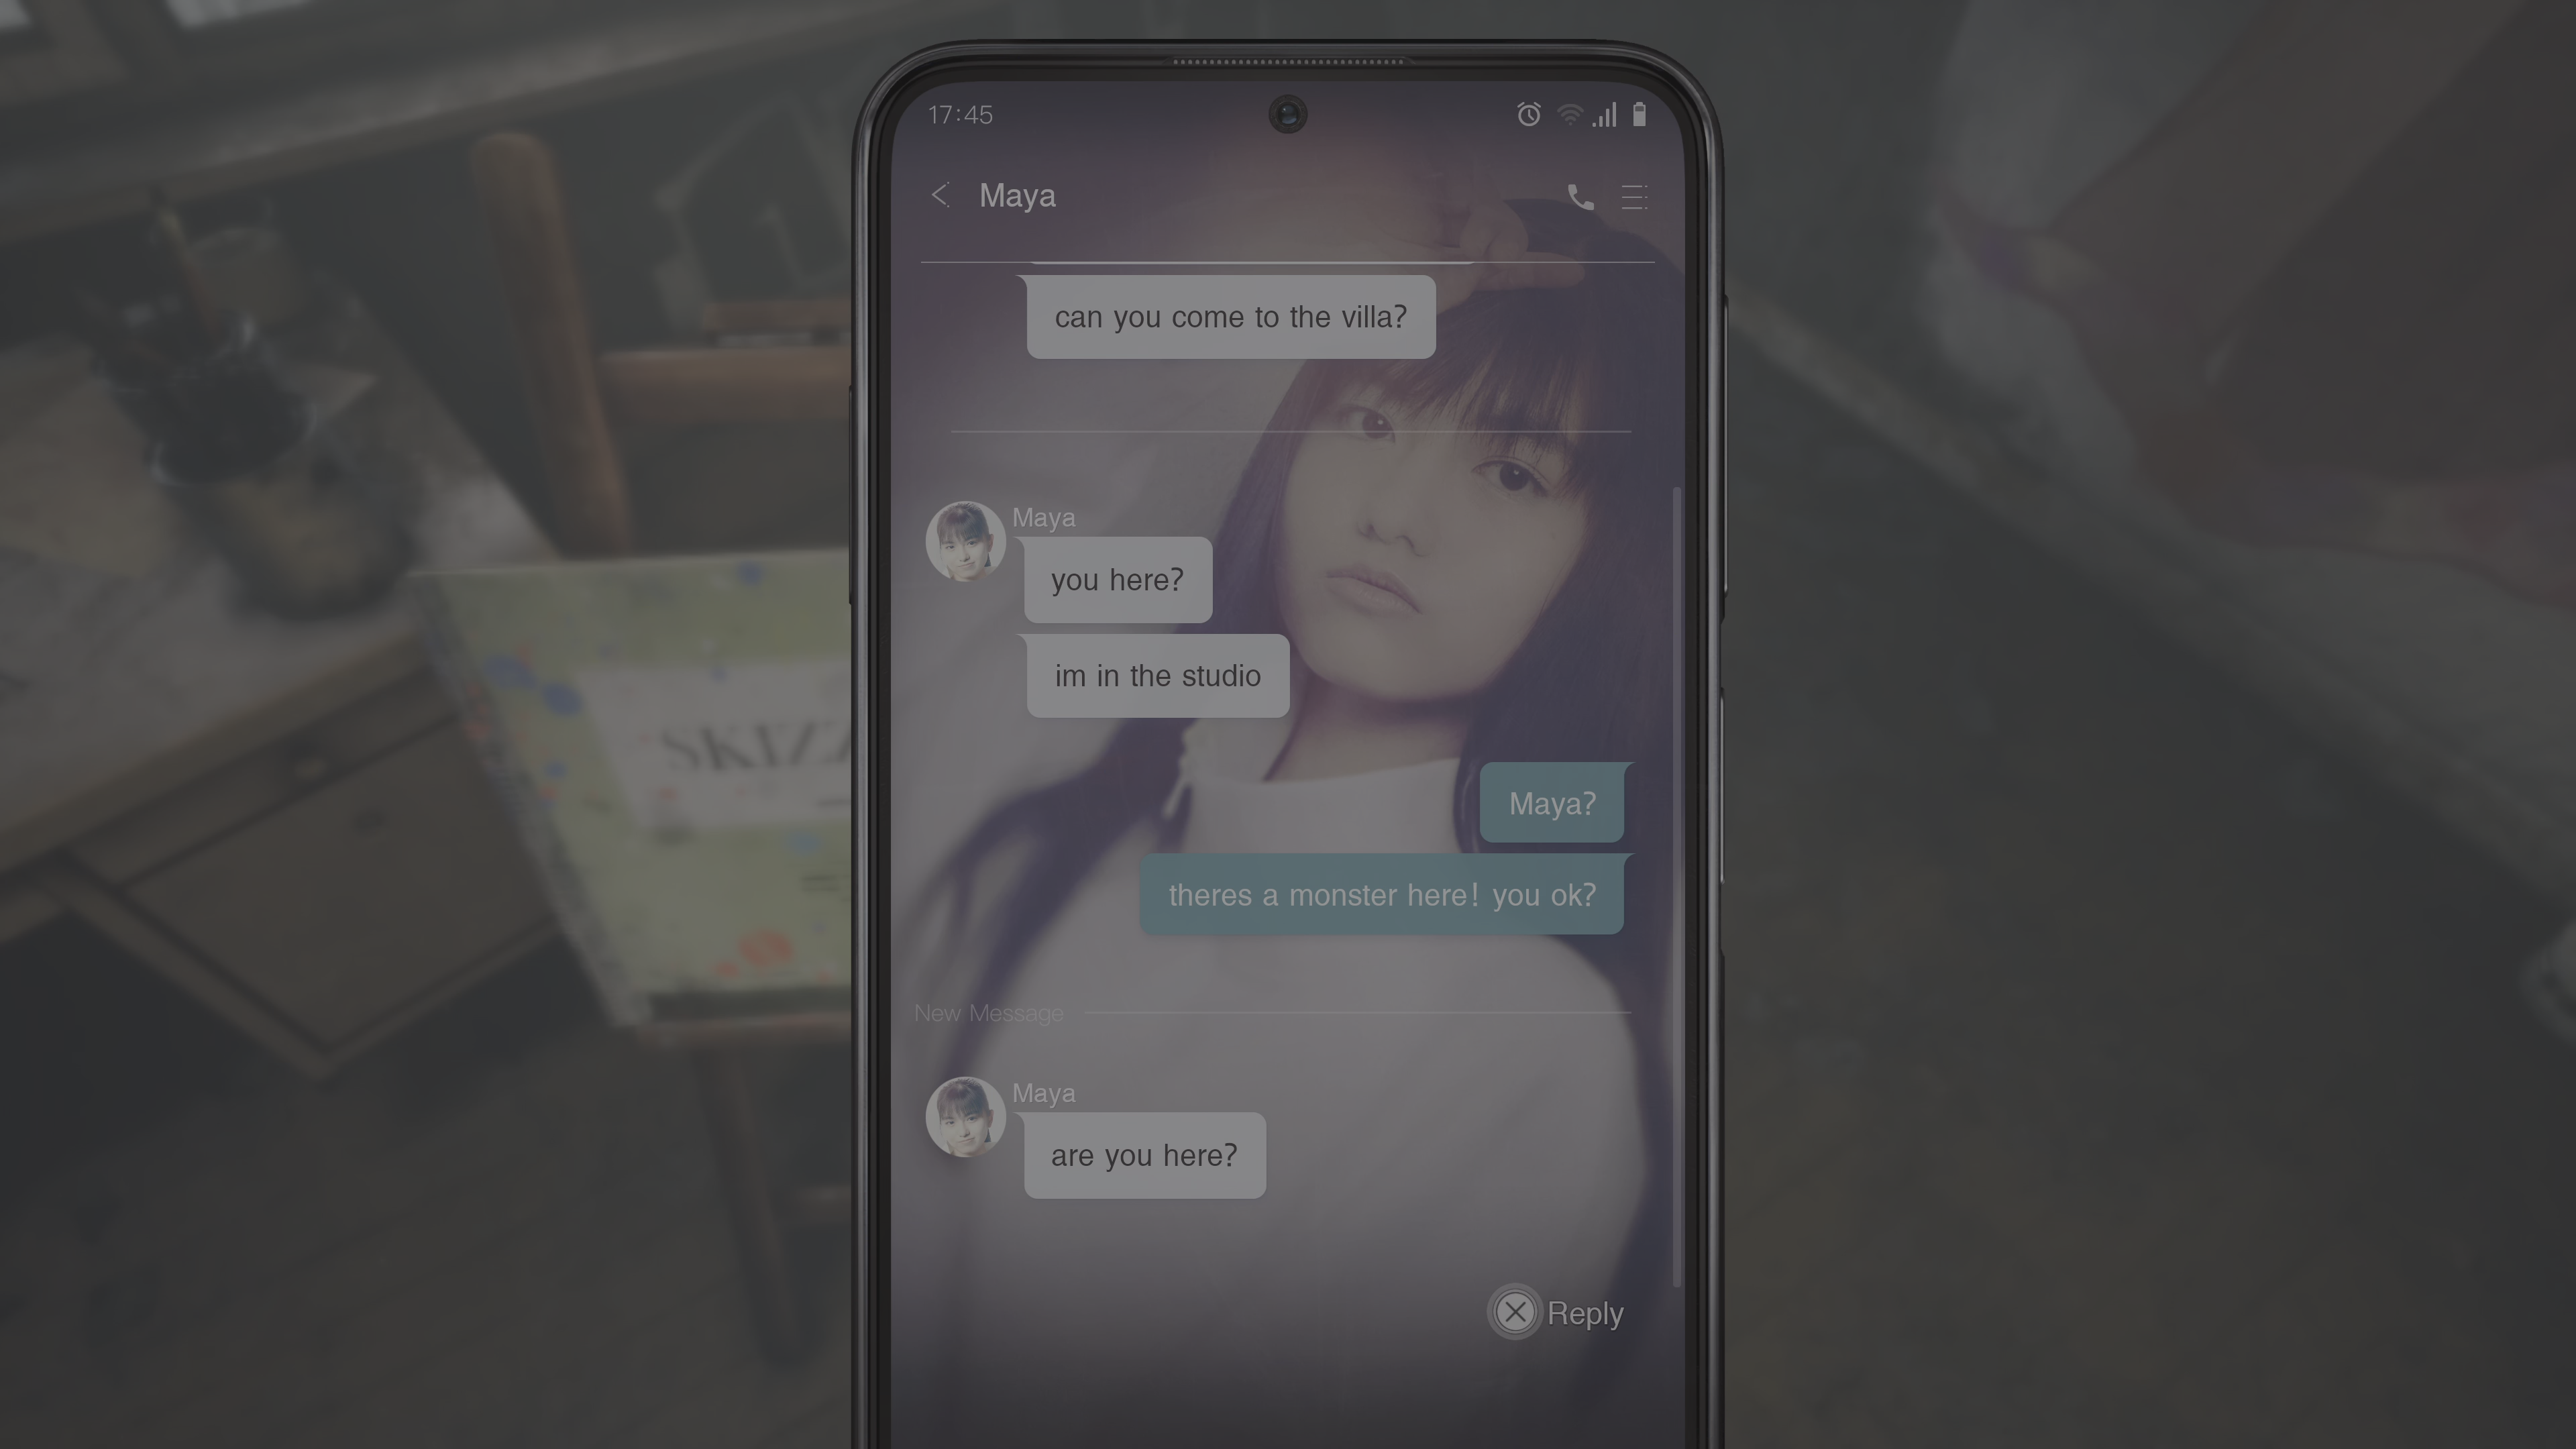 17:45
Maya
can you come to the villa?
Maya
you here?
im in the studio
Maya?
theres a monster here! you ok?
New Message
Maya
are you here?
Reply